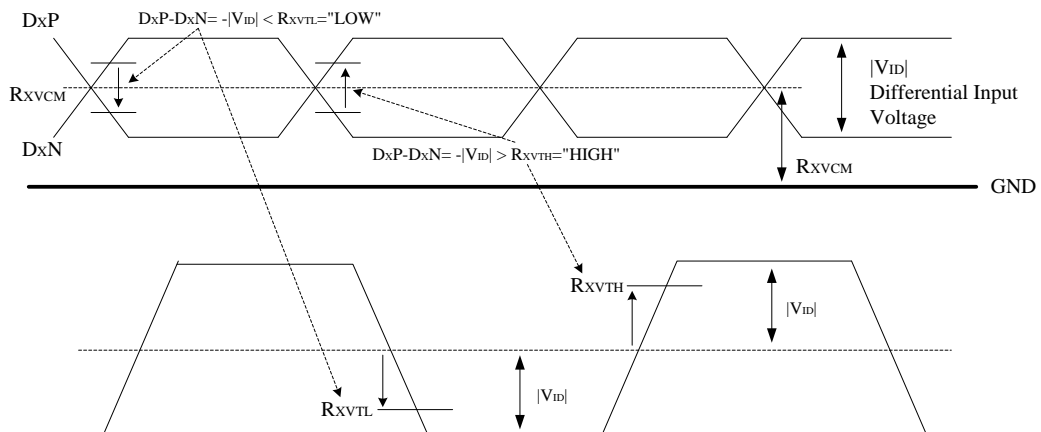 DxP
DxP-DxN= -|VID| < RXVTL="LOW"
|VID|
Differential Input
Voltage
RXVCM
DxN
DxP-DxN= -|VID| > RXVTH="HIGH"
RXVCM
GND
RXVTH
|VID|
|VID|
RXVTL